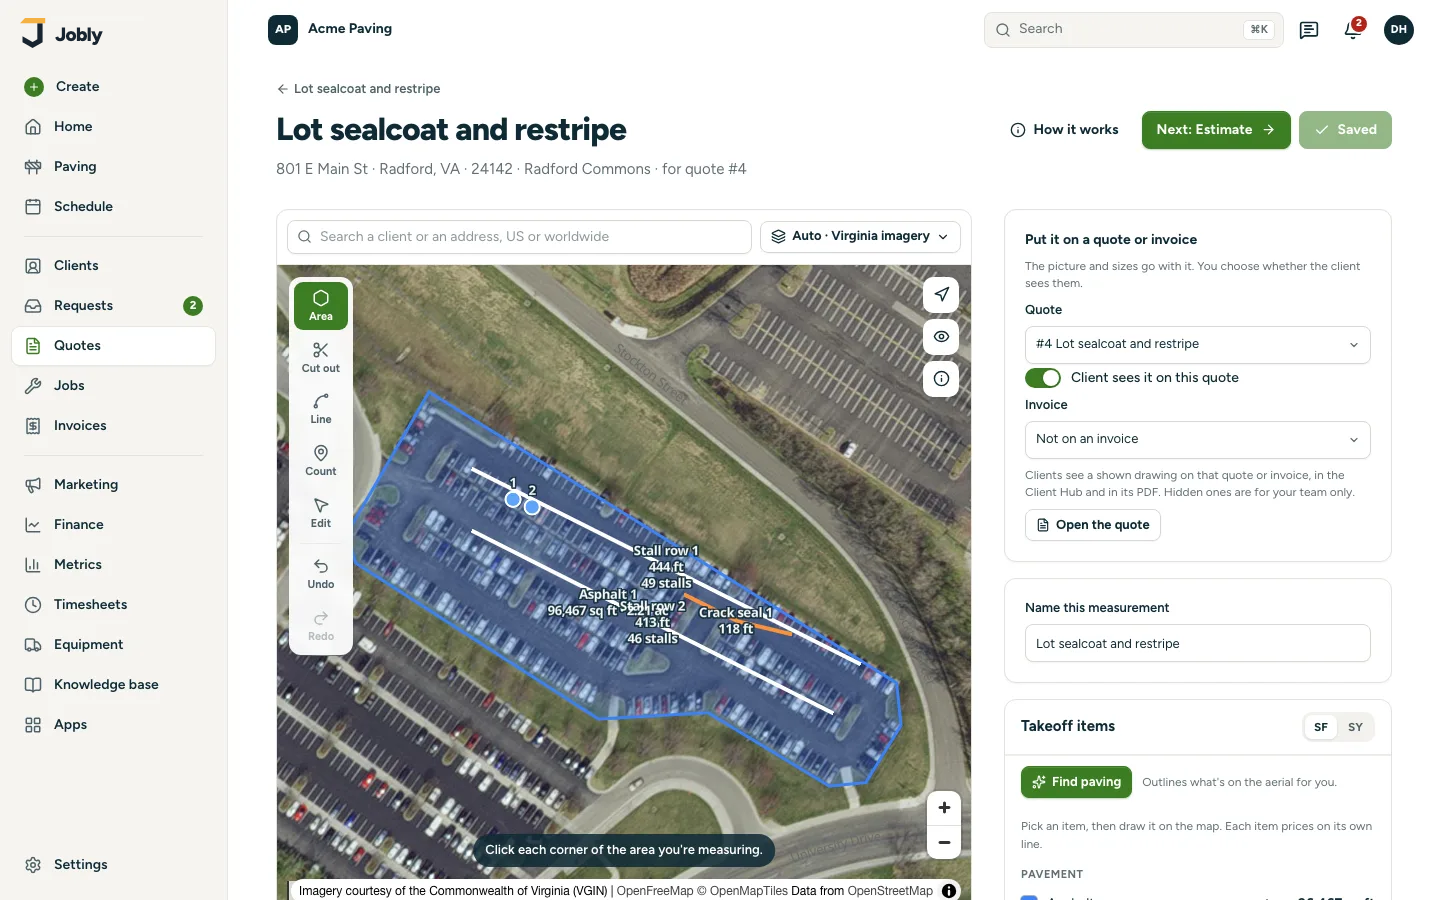 Jobly
AP
Acme Paving
Search
⌘K
2
DH
Create
Home
Paving
Schedule
Clients
Requests
2
Quotes
Jobs
Invoices
Marketing
Finance
Metrics
Timesheets
Equipment
Knowledge base
Apps
Settings
Lot sealcoat and restripe
Lot sealcoat and restripe
801 E Main St · Radford, VA · 24142 · Radford Commons · for quote #4
How it works
Next: Estimate
Saved
Search a client or an address, US or worldwide
Auto · Virginia imagery
Area
Cut out
Line
Count
Edit
Undo
Redo
Stockton Street
1
2
Stall row 1
444 ft
49 stalls
Asphalt 1
96,467 sq ft · 2.21 ac
Stall row 2
413 ft
46 stalls
Crack seal 1
118 ft
University Drive
Click each corner of the area you're measuring.
Imagery courtesy of the Commonwealth of Virginia (VGIN) | OpenFreeMap © OpenMapTiles Data from OpenStreetMap
Put it on a quote or invoice
The picture and sizes go with it. You choose whether the client
sees them.
Quote
#4 Lot sealcoat and restripe
Client sees it on this quote
Invoice
Not on an invoice
Clients see a shown drawing on that quote or invoice, in the
Client Hub and in its PDF. Hidden ones are for your team only.
Open the quote
Name this measurement
Lot sealcoat and restripe
Takeoff items
SF
SY
Find paving
Outlines what's on the aerial for you.
Pick an item, then draw it on the map. Each item prices on its own
line.
PAVEMENT